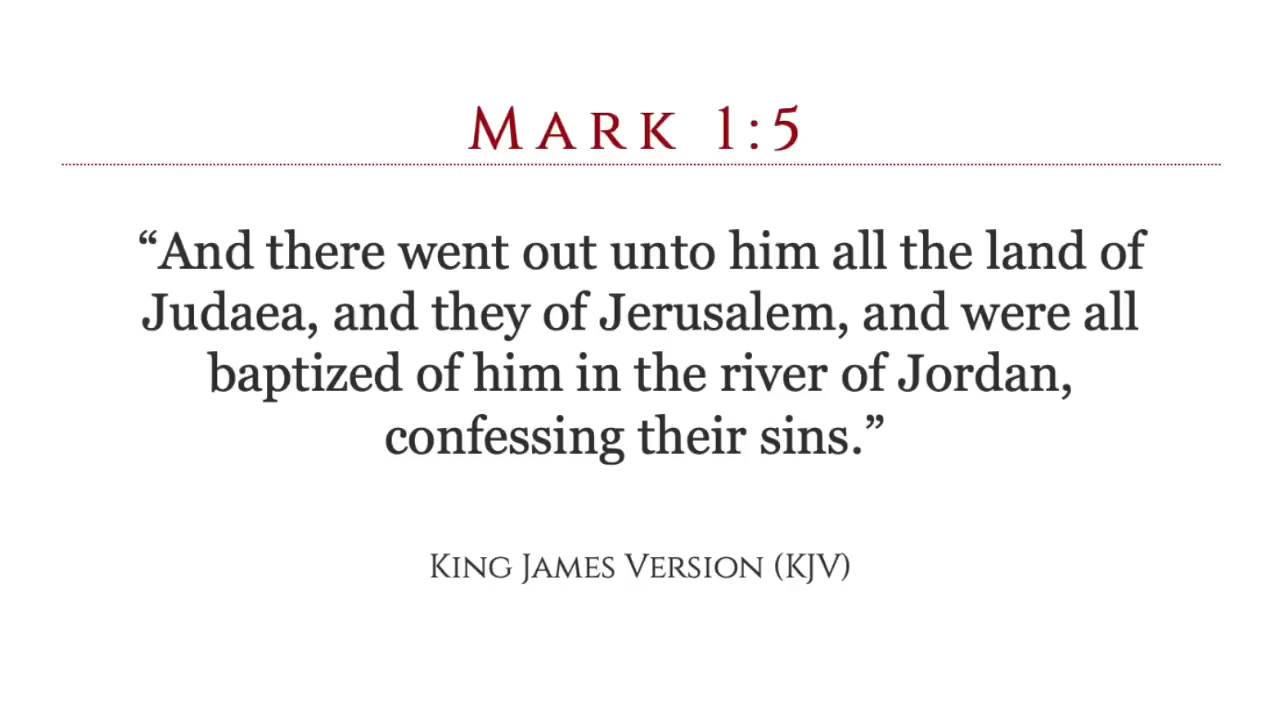 Mark 1:5
“And there went out unto him all the land of
Judaea, and they of Jerusalem, and were all
baptized of him in the river of Jordan,
confessing their sins.”
King James Version (KJV)